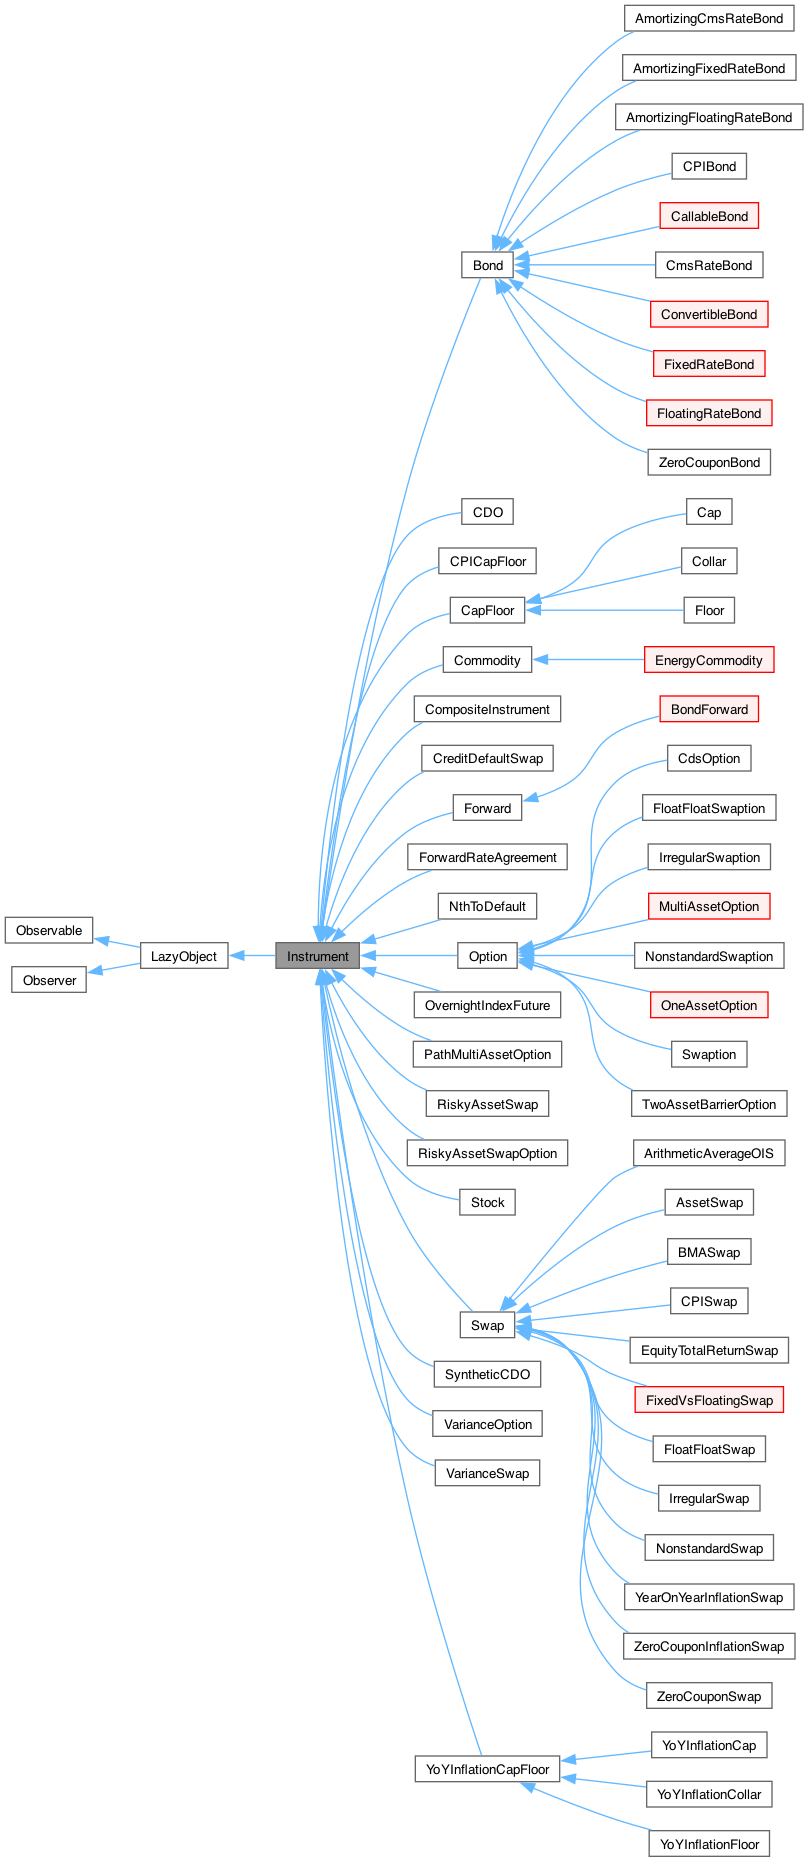 AmortizingCmsRateBond
AmortizingFixedRateBond
AmortizingFloatingRateBond
CPIBond
CallableBond
Bond
CmsRateBond
ConvertibleBond
FixedRateBond
FloatingRateBond
ZeroCouponBond
CDO
Cap
CPICapFloor
Collar
CapFloor
Floor
Commodity
EnergyCommodity
CompositeInstrument
BondForward
CreditDefaultSwap
CdsOption
Forward
FloatFloatSwaption
ForwardRateAgreement
IrregularSwaption
NthToDefault
MultiAssetOption
Observable
LazyObject
Instrument
Option
NonstandardSwaption
Observer
OvernightIndexFuture
OneAssetOption
PathMultiAssetOption
Swaption
RiskyAssetSwap
TwoAssetBarrierOption
RiskyAssetSwapOption
ArithmeticAverageOIS
Stock
AssetSwap
BMASwap
CPISwap
Swap
EquityTotalReturnSwap
SyntheticCDO
FixedVsFloatingSwap
VarianceOption
FloatFloatSwap
VarianceSwap
IrregularSwap
NonstandardSwap
YearOnYearInflationSwap
ZeroCouponInflationSwap
ZeroCouponSwap
YoYInflationCap
YoYInflationCapFloor
YoYInflationCollar
YoYInflationFloor